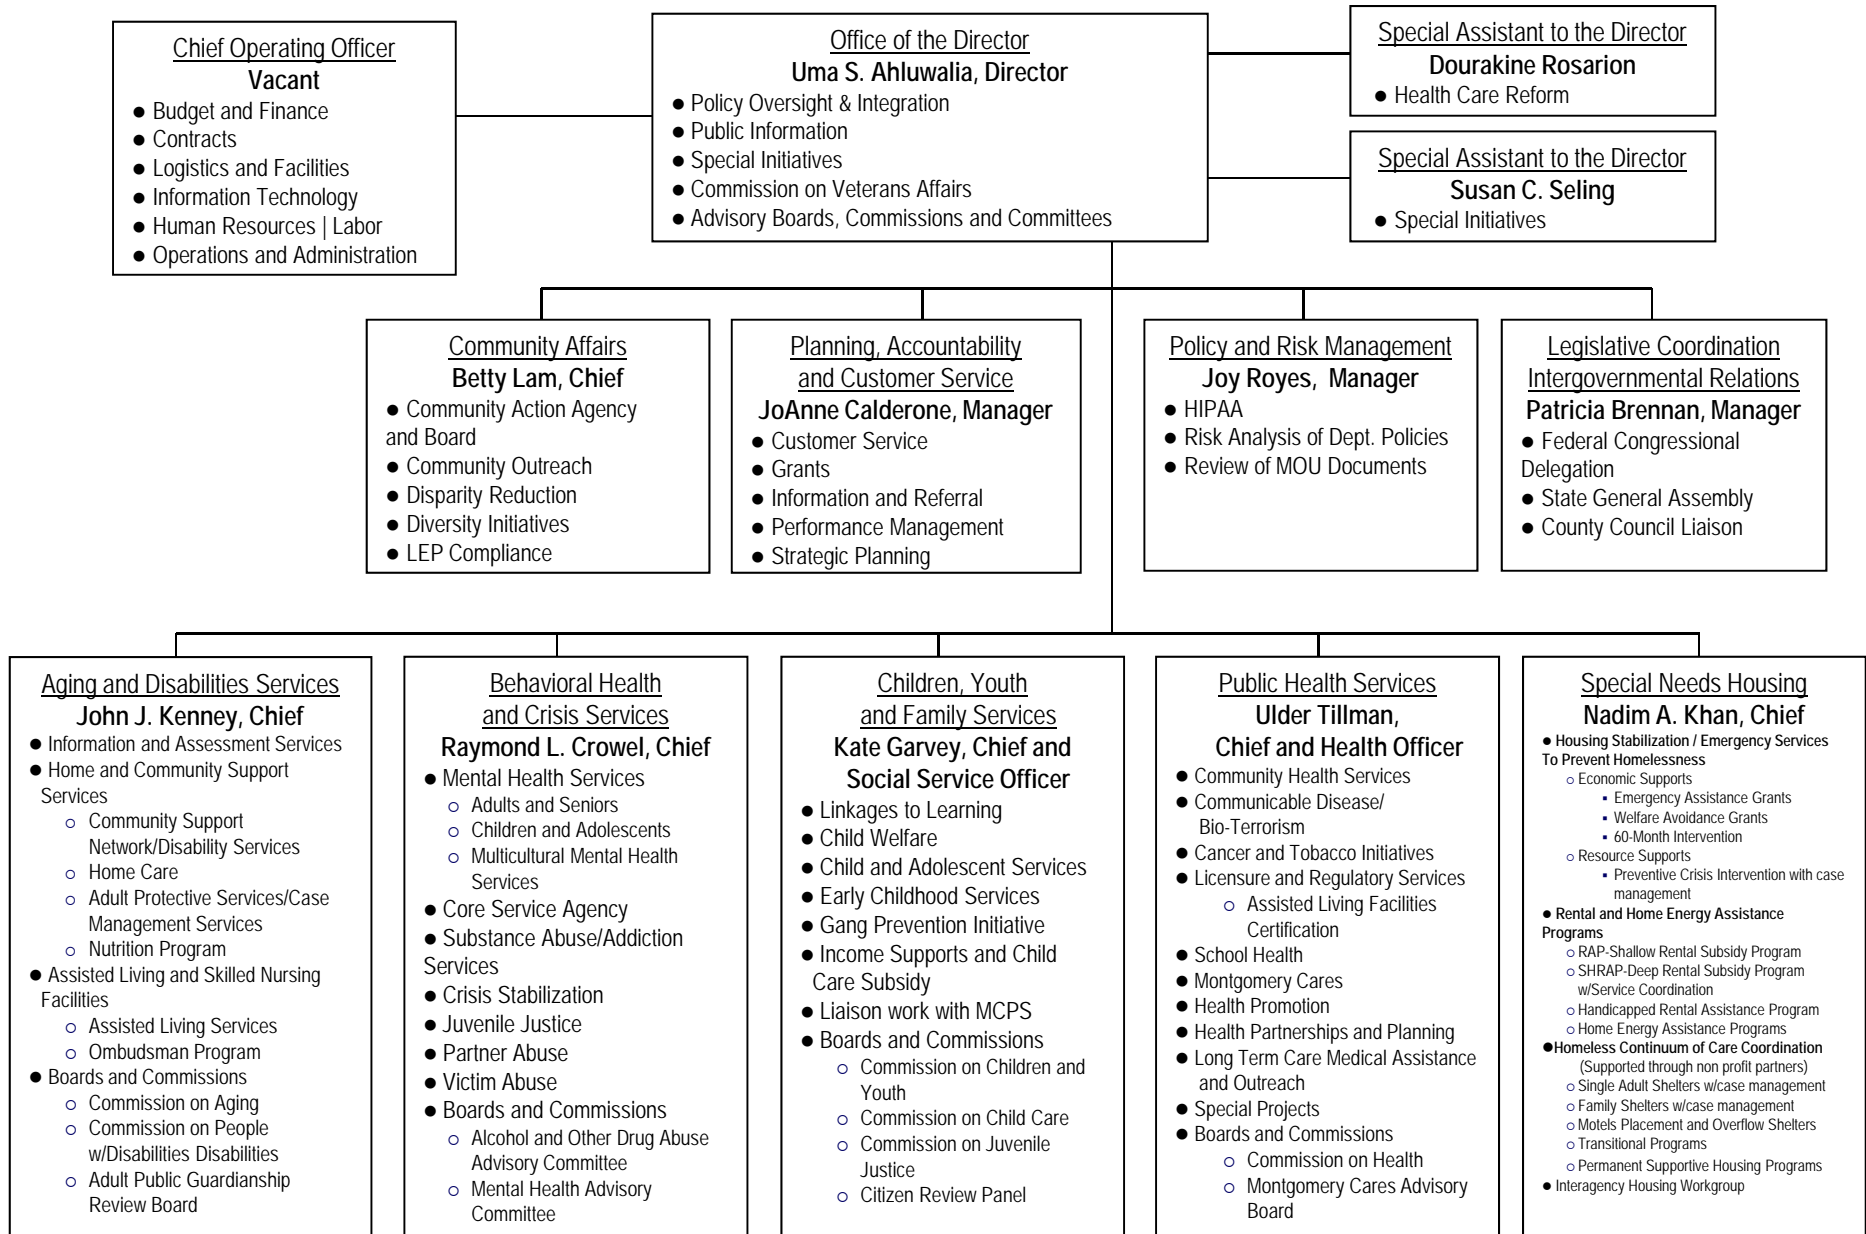 Chief Operating Officer
Vacant
● Budget and Finance
● Contracts
● Logistics and Facilities
● Information Technology
● Human Resources | Labor
● Operations and Administration
Office of the Director
Uma S. Ahluwalia, Director
● Policy Oversight & Integration
● Public Information
● Special Initiatives
● Commission on Veterans Affairs
● Advisory Boards, Commissions and Committees
Special Assistant to the Director
Dourakine Rosarion
● Health Care Reform
Special Assistant to the Director
Susan C. Seling
● Special Initiatives
Community Affairs
Betty Lam, Chief
● Community Action Agency
and Board
● Community Outreach
● Disparity Reduction
● Diversity Initiatives
● LEP Compliance
Planning, Accountability
and Customer Service
JoAnne Calderone, Manager
● Customer Service
● Grants
● Information and Referral
● Performance Management
● Strategic Planning
Policy and Risk Management
Joy Royes, Manager
● HIPAA
● Risk Analysis of Dept. Policies
● Review of MOU Documents
Legislative Coordination
Intergovernmental Relations
Patricia Brennan, Manager
● Federal Congressional
Delegation
● State General Assembly
● County Council Liaison
Aging and Disabilities Services
John J. Kenney, Chief
● Information and Assessment Services
● Home and Community Support
Services
o Community Support
Network/Disability Services
o Home Care
o Adult Protective Services/Case
Management Services
o Nutrition Program
● Assisted Living and Skilled Nursing
Facilities
o Assisted Living Services
o Ombudsman Program
● Boards and Commissions
o Commission on Aging
o Commission on People
w/Disabilities Disabilities
o Adult Public Guardianship
Review Board
Behavioral Health
and Crisis Services
Raymond L. Crowel, Chief
● Mental Health Services
o Adults and Seniors
o Children and Adolescents
o Multicultural Mental Health
Services
● Core Service Agency
● Substance Abuse/Addiction
Services
● Crisis Stabilization
● Juvenile Justice
● Partner Abuse
● Victim Abuse
● Boards and Commissions
o Alcohol and Other Drug Abuse
Advisory Committee
o Mental Health Advisory
Committee
Children, Youth
and Family Services
Kate Garvey, Chief and
Social Service Officer
● Linkages to Learning
● Child Welfare
● Child and Adolescent Services
● Early Childhood Services
● Gang Prevention Initiative
● Income Supports and Child
Care Subsidy
● Liaison work with MCPS
● Boards and Commissions
o Commission on Children and
Youth
o Commission on Child Care
o Commission on Juvenile
Justice
o Citizen Review Panel
Public Health Services
Ulder Tillman,
Chief and Health Officer
● Community Health Services
● Communicable Disease/
Bio-Terrorism
● Cancer and Tobacco Initiatives
● Licensure and Regulatory Services
o Assisted Living Facilities
Certification
● School Health
● Montgomery Cares
● Health Promotion
● Health Partnerships and Planning
● Long Term Care Medical Assistance
and Outreach
● Special Projects
● Boards and Commissions
o Commission on Health
o Montgomery Cares Advisory
Board
Special Needs Housing
Nadim A. Khan, Chief
● Housing Stabilization / Emergency Services
To Prevent Homelessness
o Economic Supports
▪ Emergency Assistance Grants
▪ Welfare Avoidance Grants
▪ 60-Month Intervention
o Resource Supports
▪ Preventive Crisis Intervention with case
management
● Rental and Home Energy Assistance
Programs
o RAP-Shallow Rental Subsidy Program
o SHRAP-Deep Rental Subsidy Program
w/Service Coordination
o Handicapped Rental Assistance Program
o Home Energy Assistance Programs
●Homeless Continuum of Care Coordination
(Supported through non profit partners)
o Single Adult Shelters w/case management
o Family Shelters w/case management
o Motels Placement and Overflow Shelters
o Transitional Programs
o Permanent Supportive Housing Programs
● Interagency Housing Workgroup